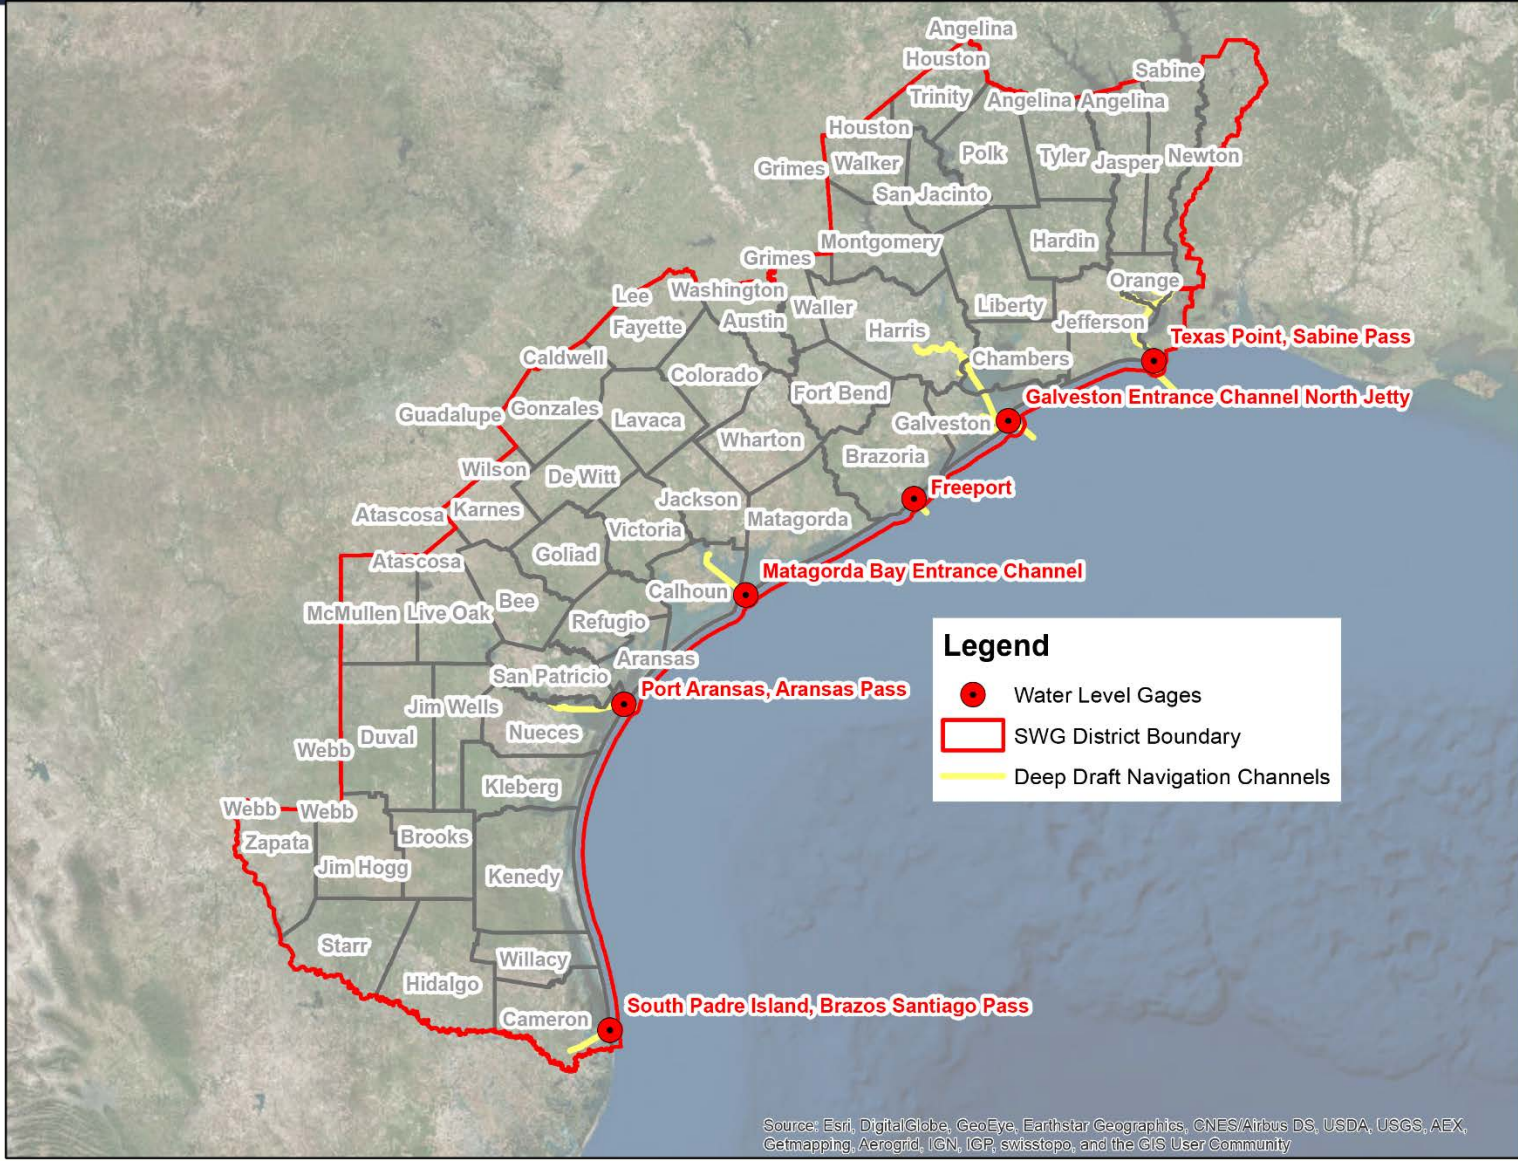 Angelina
Houston
Sabine
Trinity
Angelina
Angelina
Houston
Grimes
Walker
Polk
Tyler
Jasper
Newton
San Jacinto
Montgomery
Hardin
Grimes
Orange
Lee
Washington
Waller
Liberty
Fayette
Austin
Harris
Jefferson
Texas Point, Sabine Pass
Caldwell
Colorado
Chambers
Fort Bend
Galveston Entrance Channel North Jetty
Guadalupe
Gonzales
Lavaca
Galveston
Wharton
Brazoria
Wilson
De Witt
Freeport
Jackson
Atascosa
Karnes
Matagorda
Victoria
Goliad
Atascosa
Matagorda Bay Entrance Channel
Calhoun
Bee
McMullen
Live Oak
Refugio
Aransas
San Patricio
Port Aransas, Aransas Pass
Jim Wells
Nueces
Duval
Webb
Kleberg
Webb
Webb
Brooks
Zapata
Jim Hogg
Kenedy
Starr
Willacy
Hidalgo
South Padre Island, Brazos Santiago Pass
Cameron
Legend
Water Level Gages
SWG District Boundary
Deep Draft Navigation Channels
Source: Esri, DigitalGlobe, GeoEye, Earthstar Geographics, CNES/Airbus DS, USDA, USGS, AEX,
Getmapping, Aerogrid, IGN, IGP, swisstopo, and the GIS User Community